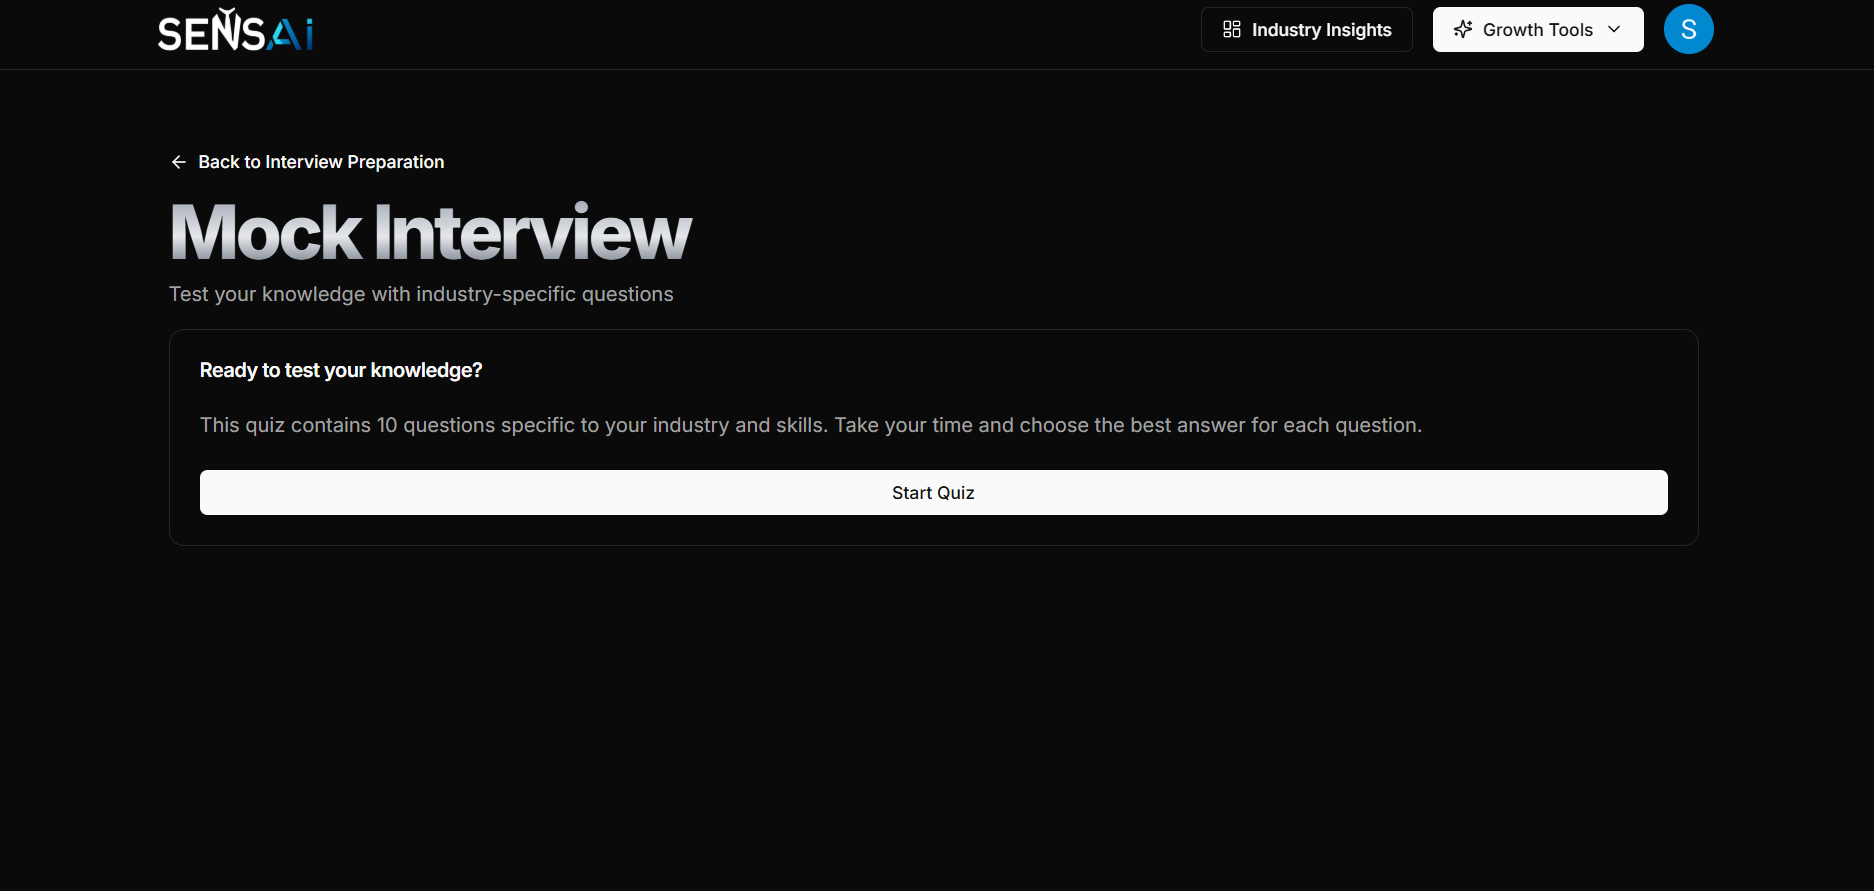 SENSAi
Industry Insights
Growth Tools
S
Back to Interview Preparation
Mock Interview
Test your knowledge with industry-specific questions
Ready to test your knowledge?
This quiz contains 10 questions specific to your industry and skills. Take your time and choose the best answer for each question.
Start Quiz